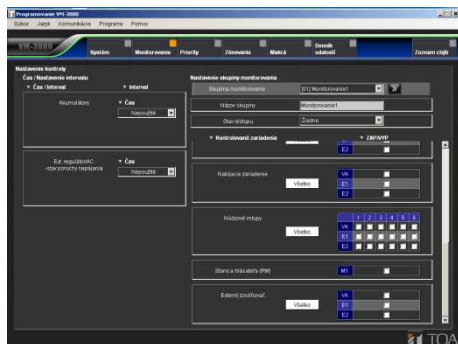 Programovanie VM-3000
Súbor Jazyk Komunikácia Programy Pomoc
VM-3000
Systém Monitorovanie Priority Zónovanie Makrá Denník udalostí Zoznam chýb
Nastavenie kontroly
Čas / Nastavenie intervalu
▼ Čas / Interval ▼ Interval
Akumulátory ▼ Čas
Nepoužité
Ext. regulátorAC
-stav poruchy napájania ▼ Čas
Nepoužité
Nastavenie skupiny monitorovania
Skupina monitorovania [01] Monitorovanie1
Názov skupiny Monitorovanie1
Stav výstupu Žiadne
▼ Kontrolované zariadenie ▼ ZAP/VYP
E2
Nabíjacie zariadenie Všetko VA
E1
E2
Núdzové vstupy Všetko 1 2 3 4 5 6
VA
E1
E2
Stanica hlásateľa (RM) M1
Externý zosilňovač Všetko VA
E1
E2
TOA